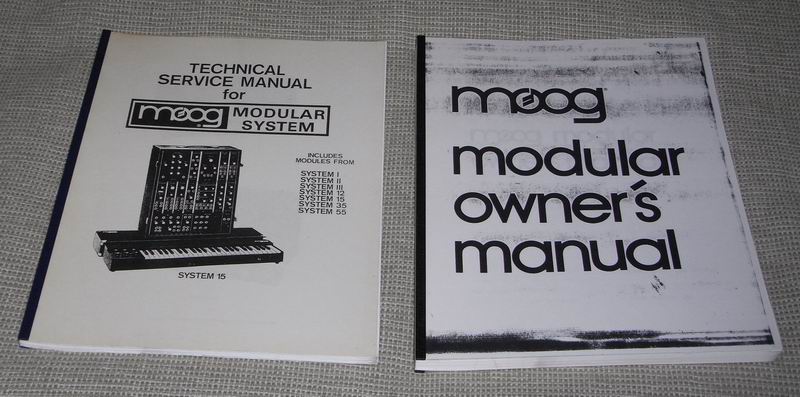 TECHNICAL
SERVICE MANUAL
for
moog MODULAR
SYSTEM
INCLUDES
MODULES FROM
SYSTEM I
SYSTEM II
SYSTEM III
SYSTEM 12
SYSTEM 15
SYSTEM 35
SYSTEM 55
SYSTEM 15
moog
modular
owner's
manual